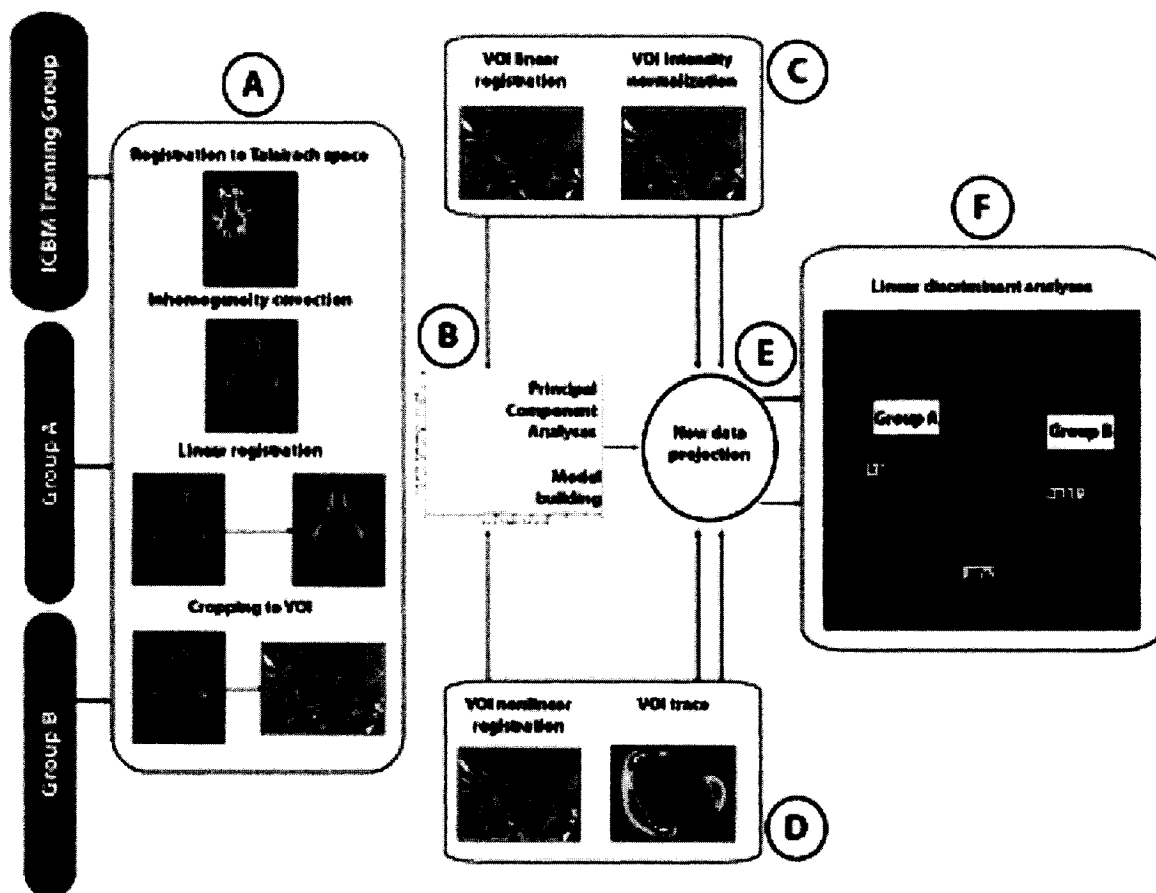 ICBM Training Group
Group A
Group B
A
Registration to Talairach space
Inhomogeneity correction
Linear registration
Cropping to VOI
C
VOI linear
registration
VOI intensity
normalization
B
Principal
Component
Analyses
Model
building
New data
projection
E
VOI nonlinear
registration
VOI trace
D
F
Linear discriminant analyses
Group A
Group B